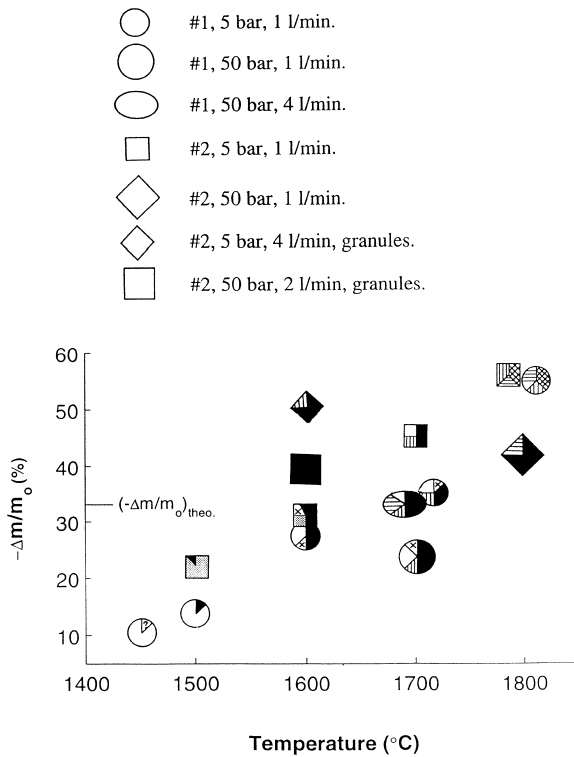 #1, 5 bar, 1 l/min.
#1, 50 bar, 1 l/min.
#1, 50 bar, 4 l/min.
#2, 5 bar, 1 l/min.
#2, 50 bar, 1 l/min.
#2, 5 bar, 4 l/min, granules.
#2, 50 bar, 2 l/min, granules.
60
50
40
(-Δm/mo)theo.
30
20
10
-Δm/mo (%)
?
x
x
x
x
1400 1500 1600 1700 1800
Temperature (°C)